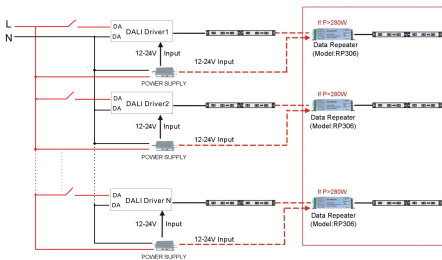 L
N
DA
DA
DALI Driver1
12-24V Input
12-24V Input
POWER SUPPLY
If P>280W
Data Repeater
(Model:RP306)
DA
DA
DALI Driver2
12-24V Input
12-24V Input
POWER SUPPLY
If P>280W
Data Repeater
(Model:RP306)
DA
DA
DALI Driver N
12-24V Input
12-24V Input
POWER SUPPLY
If P>280W
Data Repeater
(Model:RP306)